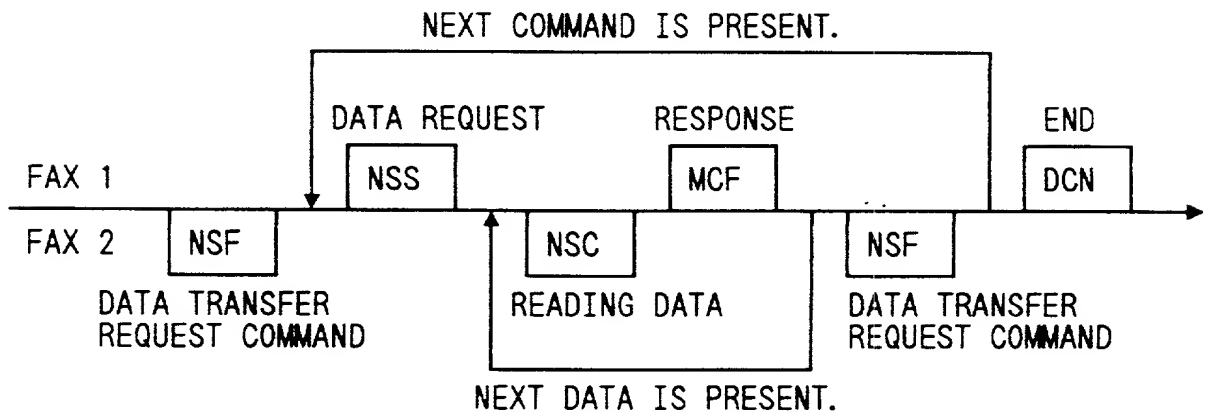 NEXT COMMAND IS PRESENT.
DATA REQUEST
RESPONSE
END
FAX 1
NSS
MCF
DCN
FAX 2
NSF
NSC
NSF
DATA TRANSFER
REQUEST COMMAND
READING DATA
DATA TRANSFER
REQUEST COMMAND
NEXT DATA IS PRESENT.